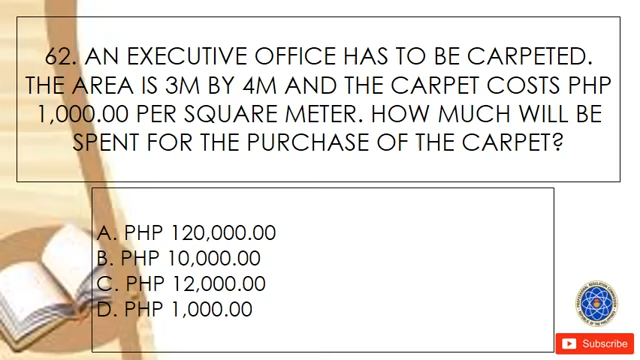 62. AN EXECUTIVE OFFICE HAS TO BE CARPETED.
THE AREA IS 3M BY 4M AND THE CARPET COSTS PHP
1,000.00 PER SQUARE METER. HOW MUCH WILL BE
SPENT FOR THE PURCHASE OF THE CARPET?
A. PHP 120,000.00
B. PHP 10,000.00
C. PHP 12,000.00
D. PHP 1,000.00
Subscribe